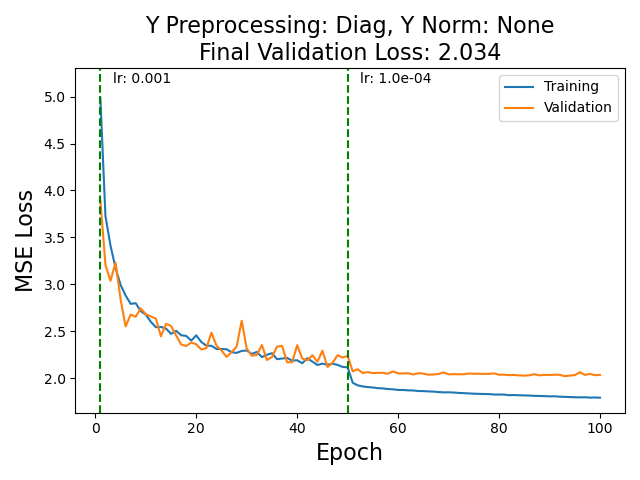 Y Preprocessing: Diag, Y Norm: None
Final Validation Loss: 2.034
lr: 0.001
lr: 1.0e-04
Training
Validation
5.0
4.5
4.0
3.5
3.0
2.5
2.0
MSE Loss
0
20
40
60
80
100
Epoch